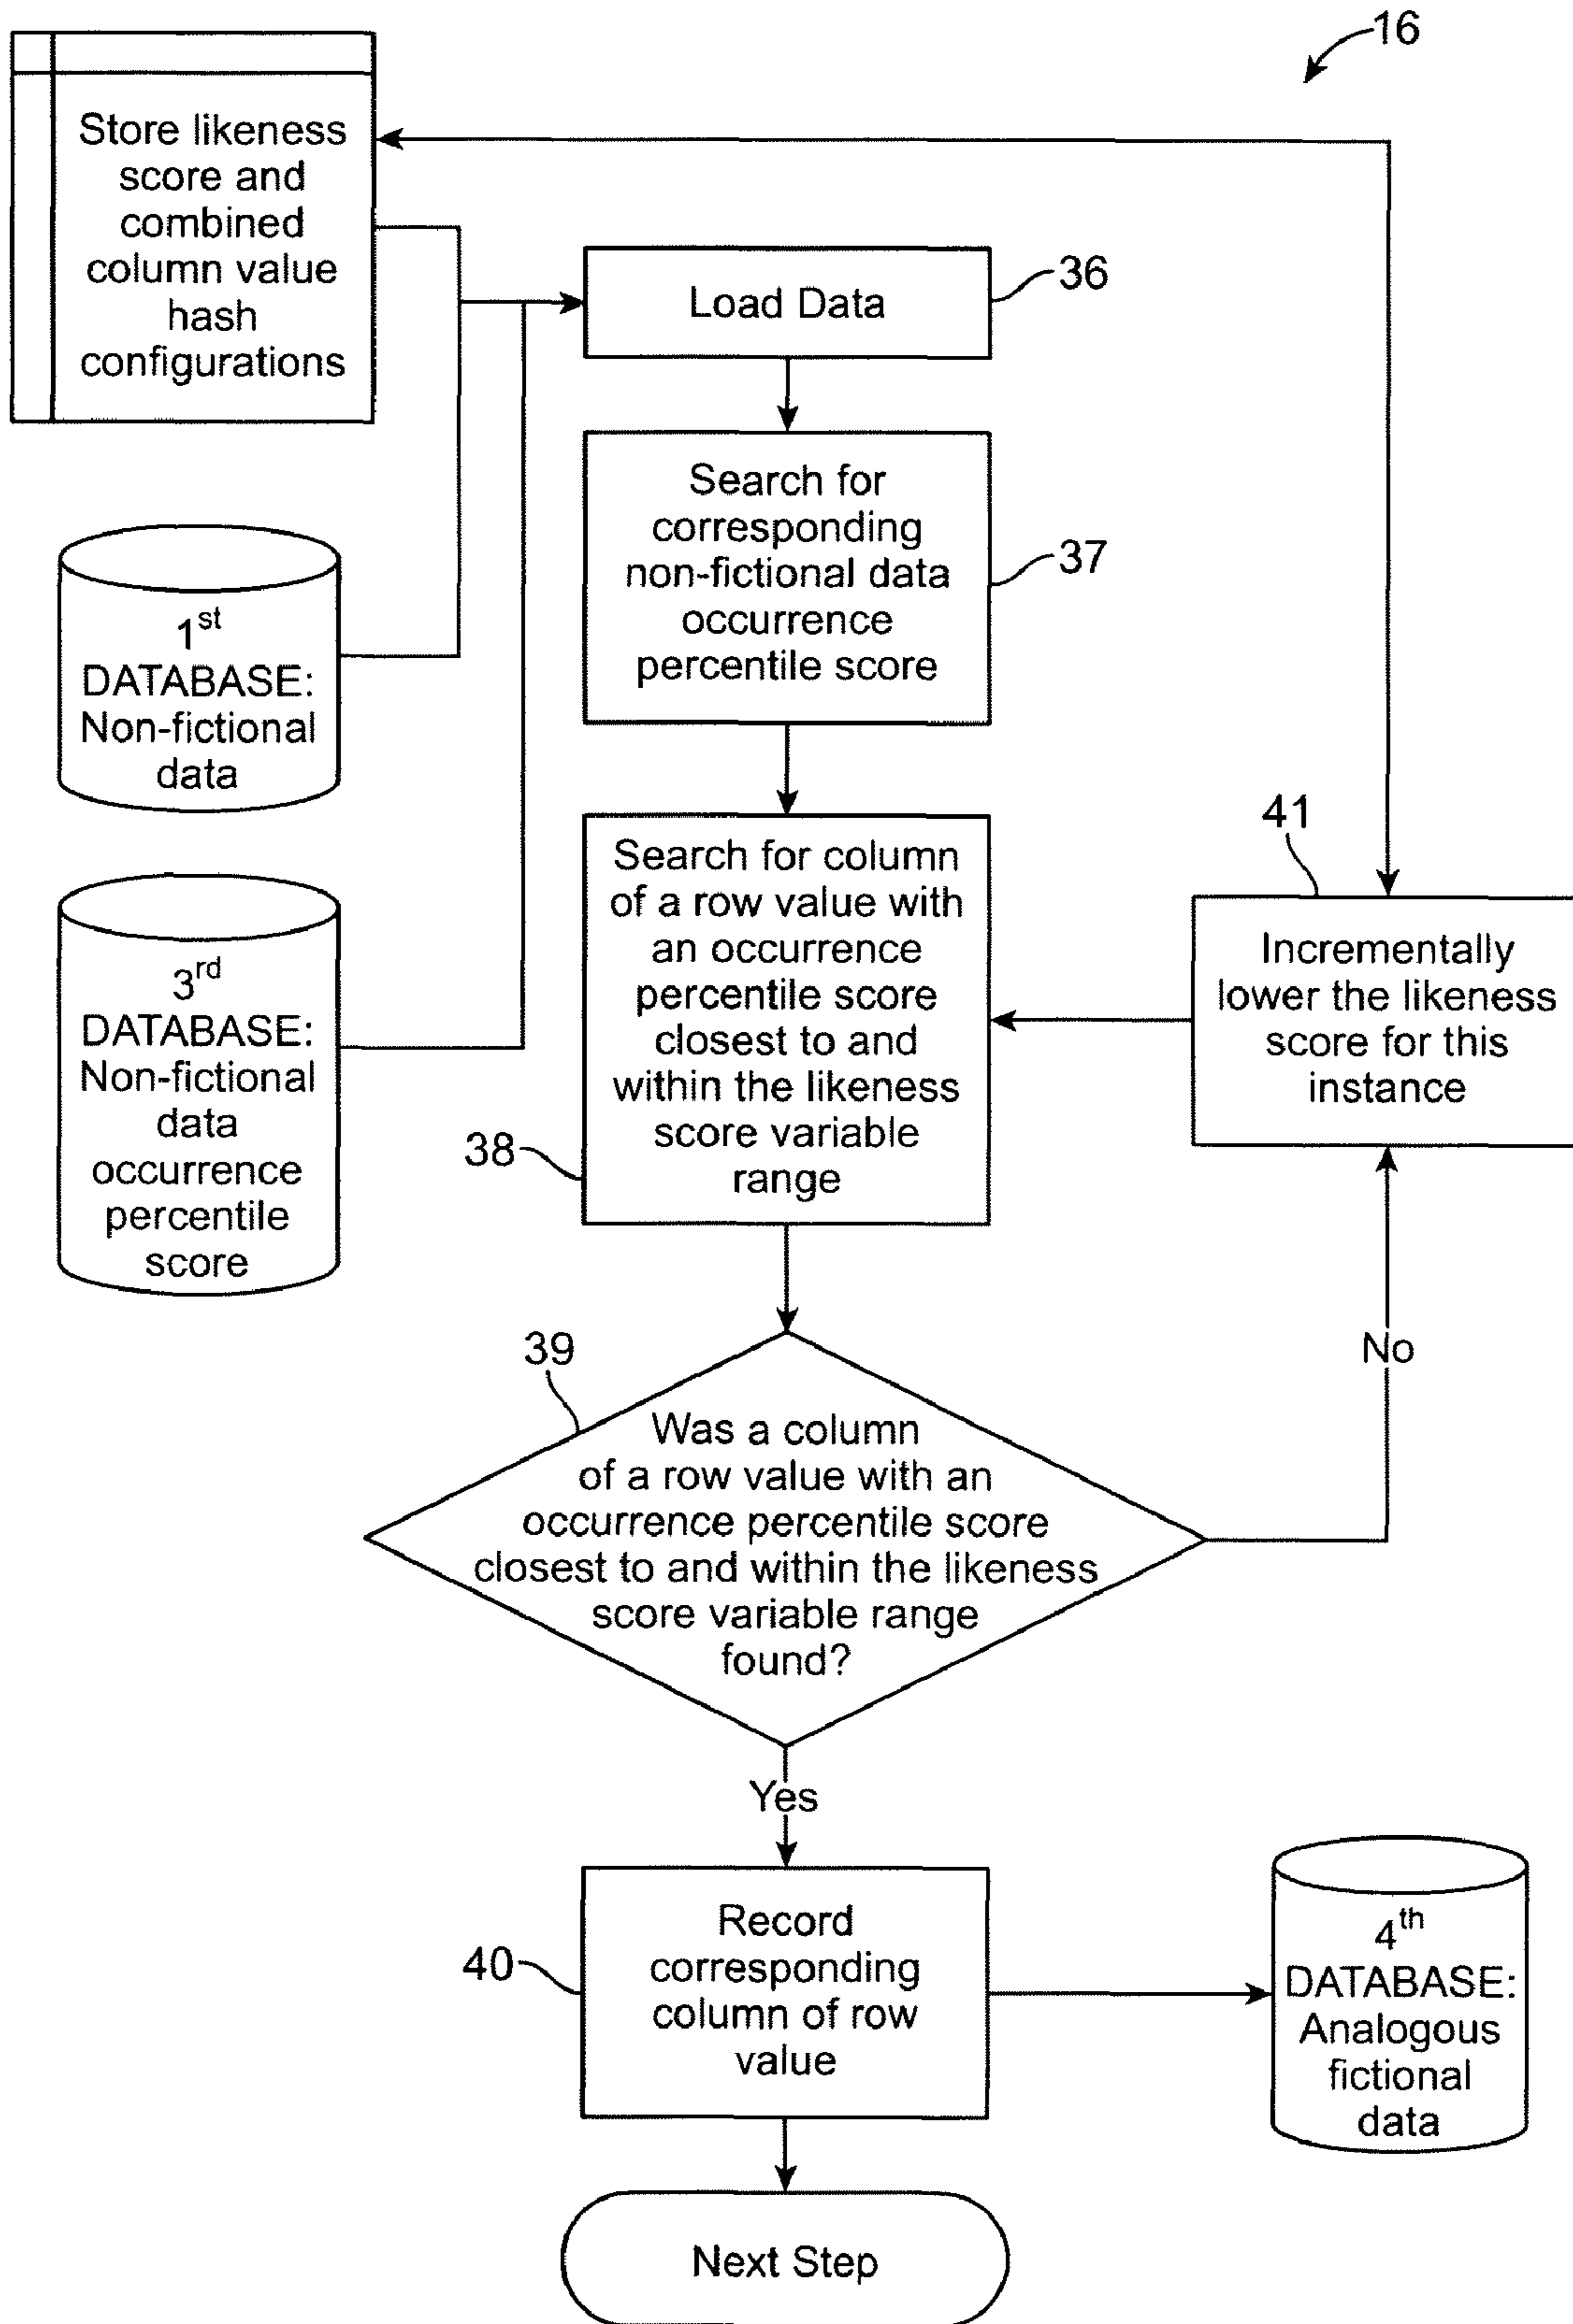 16
Store likeness
score and
combined
column value
hash
configurations
Load Data
36
Search for
corresponding
non-fictional data
occurrence
percentile score
37
1st
DATABASE:
Non-fictional
data
Search for column
of a row value with
an occurrence
percentile score
closest to and
within the likeness
score variable
range
38
41
Incrementally
lower the likeness
score for this
instance
3rd
DATABASE:
Non-fictional
data
occurrence
percentile
score
39
Was a column
of a row value with an
occurrence percentile score
closest to and within the likeness
score variable range
found?
No
Yes
40
Record
corresponding
column of row
value
4th
DATABASE:
Analogous
fictional
data
Next Step